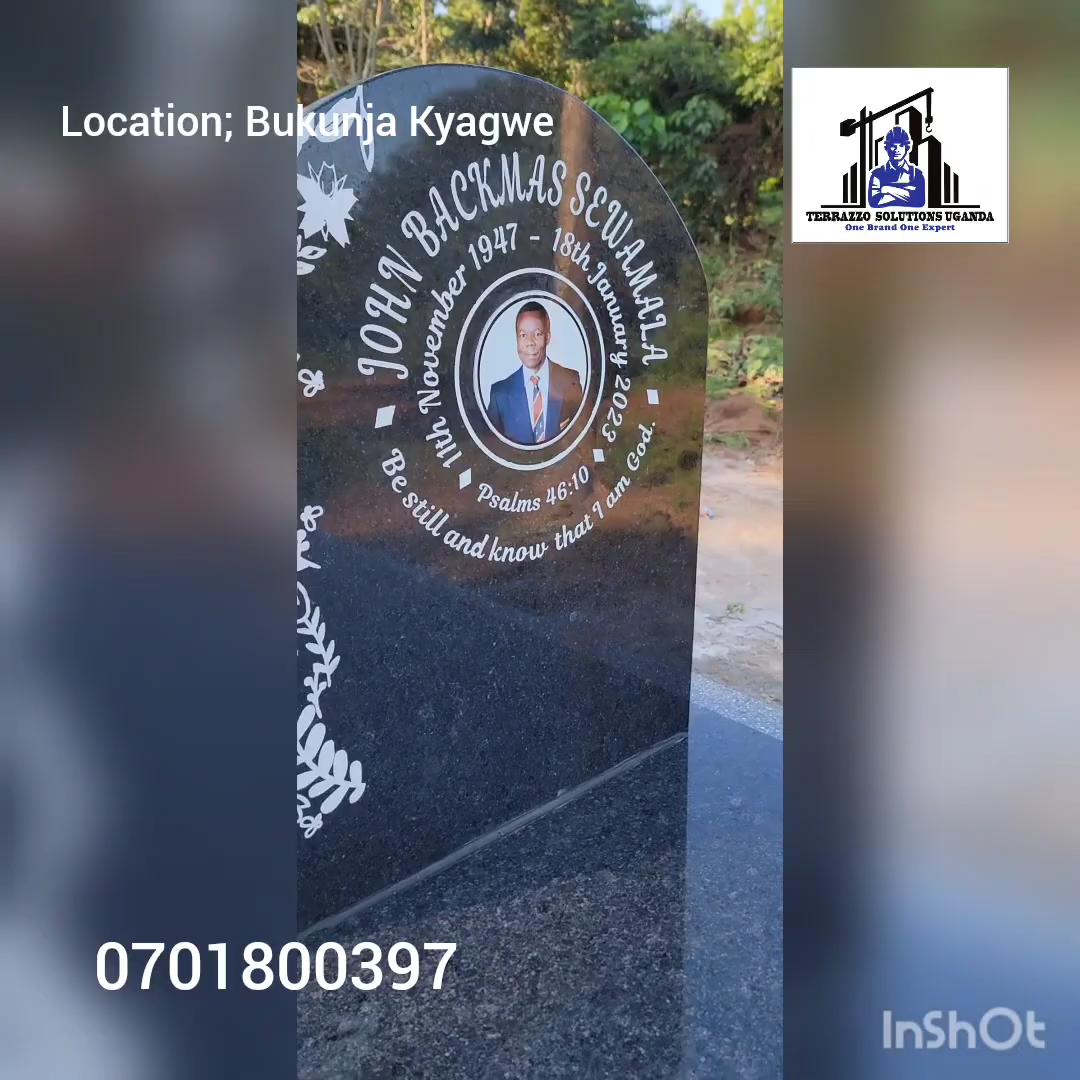 Location; Bukunja Kyagwe
TERRAZZO SOLUTIONS UGANDA
One Brand One Expert
JOHN BACKMAS SEWAMALA
11th November 1947 - 18th January 2023
Psalms 46:10
Be still and know that I am God.
0701800397
InShOt